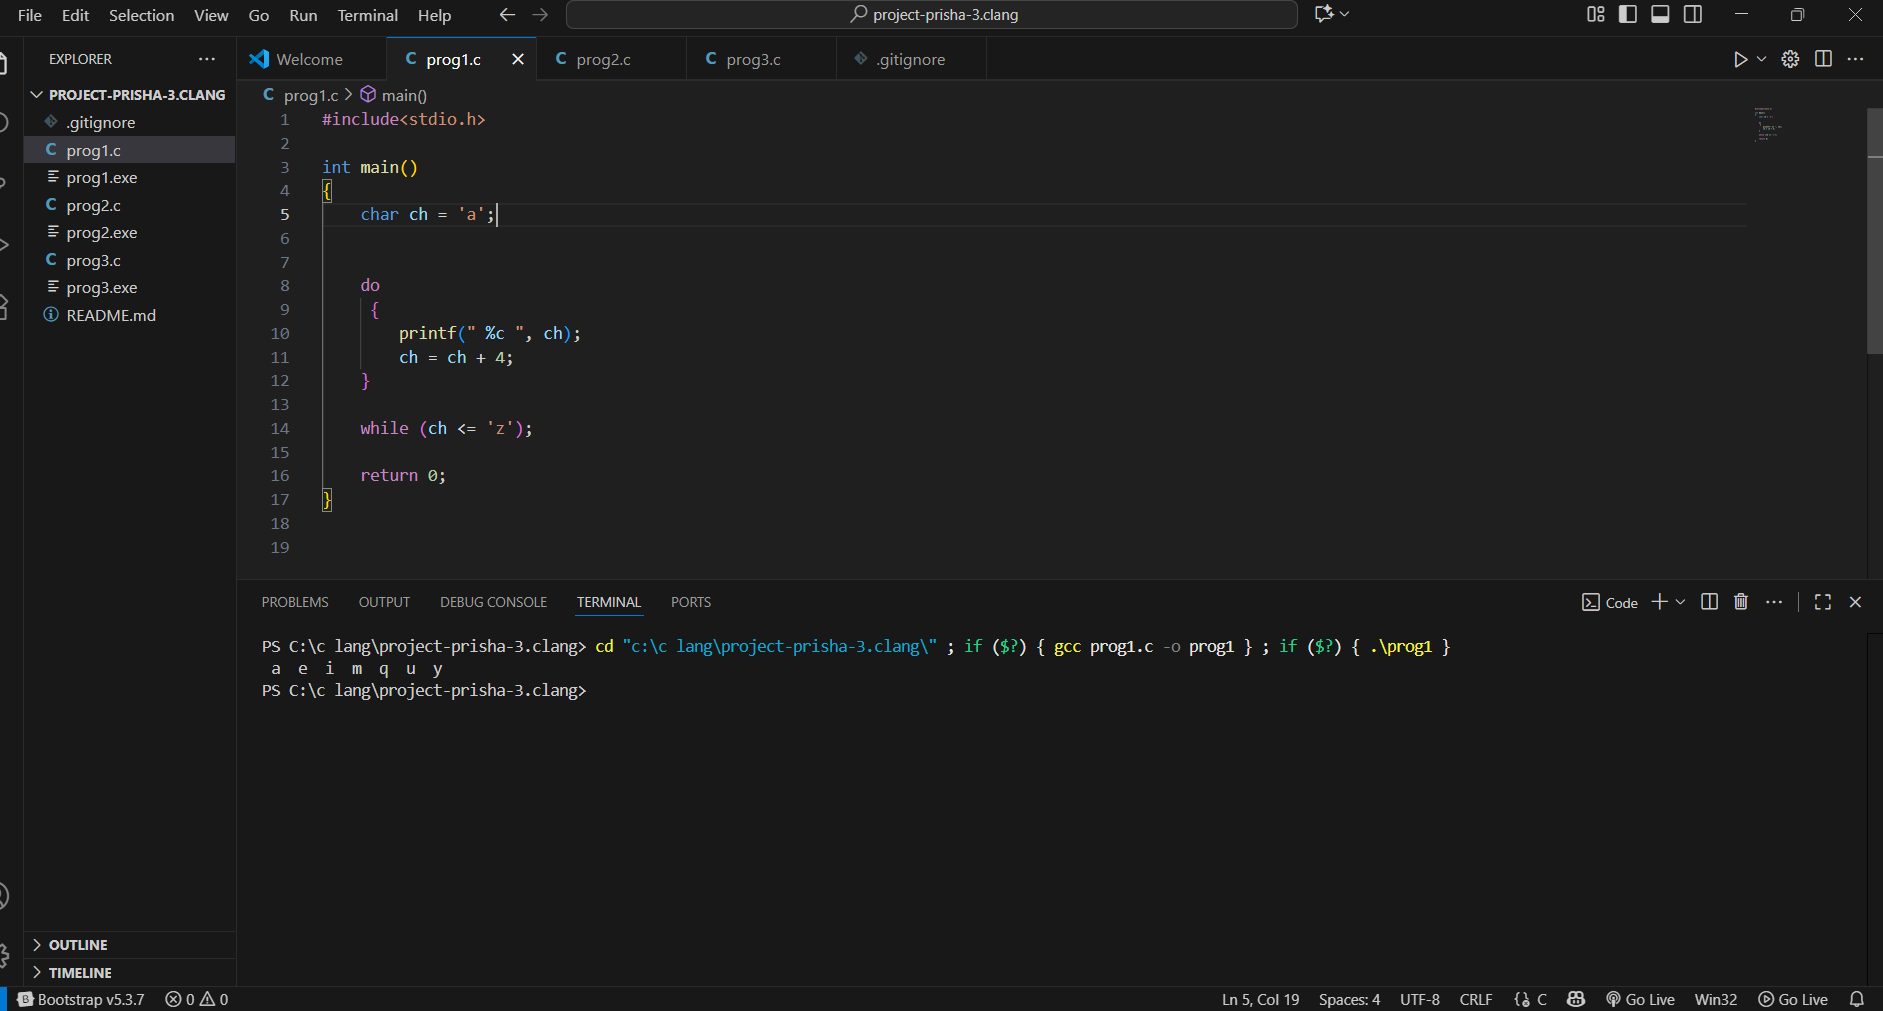 File Edit Selection View Go Run Terminal Help project-prisha-3.clang
EXPLORER ...
PROJECT-PRISHA-3.CLANG
.gitignore
C prog1.c
prog1.exe
C prog2.c
prog2.exe
C prog3.c
prog3.exe
README.md
OUTLINE
TIMELINE
Welcome C prog1.c C prog2.c C prog3.c .gitignore
C prog1.c > main()
1 #include<stdio.h>
2
3 int main()
4 {
5 char ch = 'a';
6
7
8 do
9 {
10 printf(" %c ", ch);
11 ch = ch + 4;
12 }
13
14 while (ch <= 'z');
15
16 return 0;
17 }
18
19
PROBLEMS OUTPUT DEBUG CONSOLE TERMINAL PORTS Code
PS C:\c lang\project-prisha-3.clang> cd "c:\c lang\project-prisha-3.clang\" ; if ($?) { gcc prog1.c -o prog1 } ; if ($?) { .\prog1 }
a e i m q u y
PS C:\c lang\project-prisha-3.clang>
B Bootstrap v5.3.7 0 0 Ln 5, Col 19 Spaces: 4 UTF-8 CRLF C Go Live Win32 Go Live